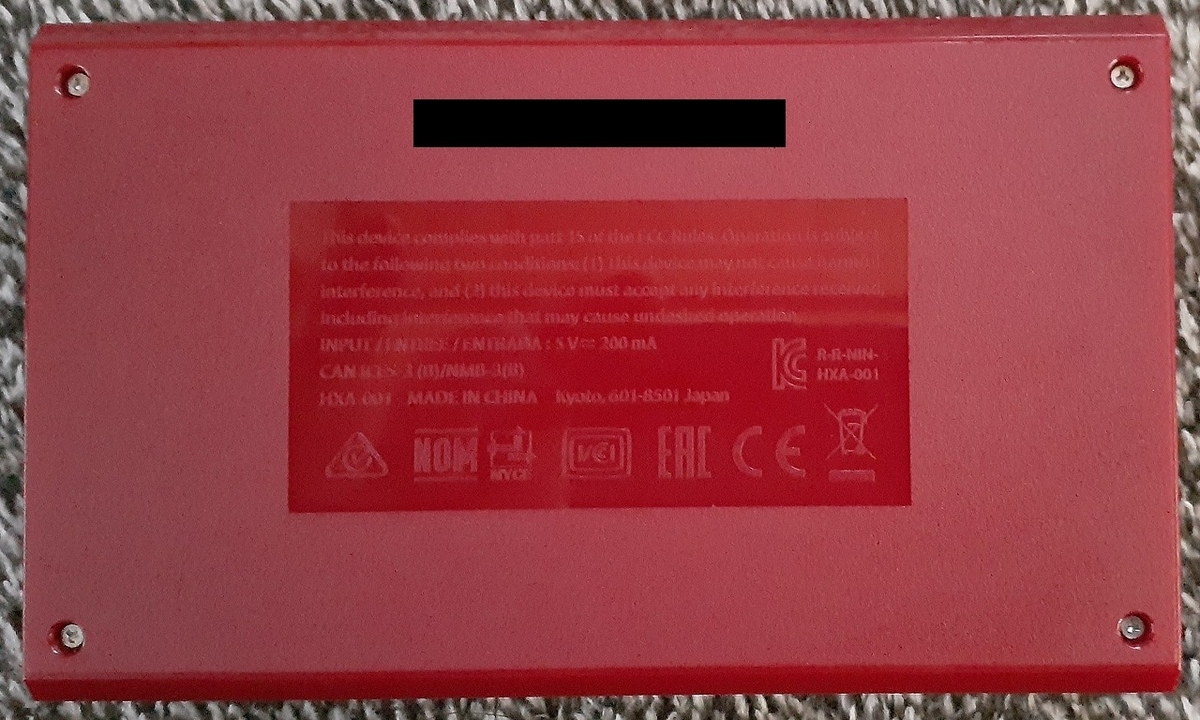 This device complies with part 15 of the FCC Rules. Operation is subject
to the following two conditions: (1) this device may not cause harmful
interference, and (2) this device must accept any interference received,
including interference that may cause undesired operation.
INPUT / ENTRÉE / ENTRADA : 5 V⎓ 200 mA
CAN ICES-3 (B)/NMB-3(B)
R-R-NIN-
HXA-001
HXA-001 MADE IN CHINA Kyoto, 601-8501 Japan
NOM NYCE VCI EAC CE